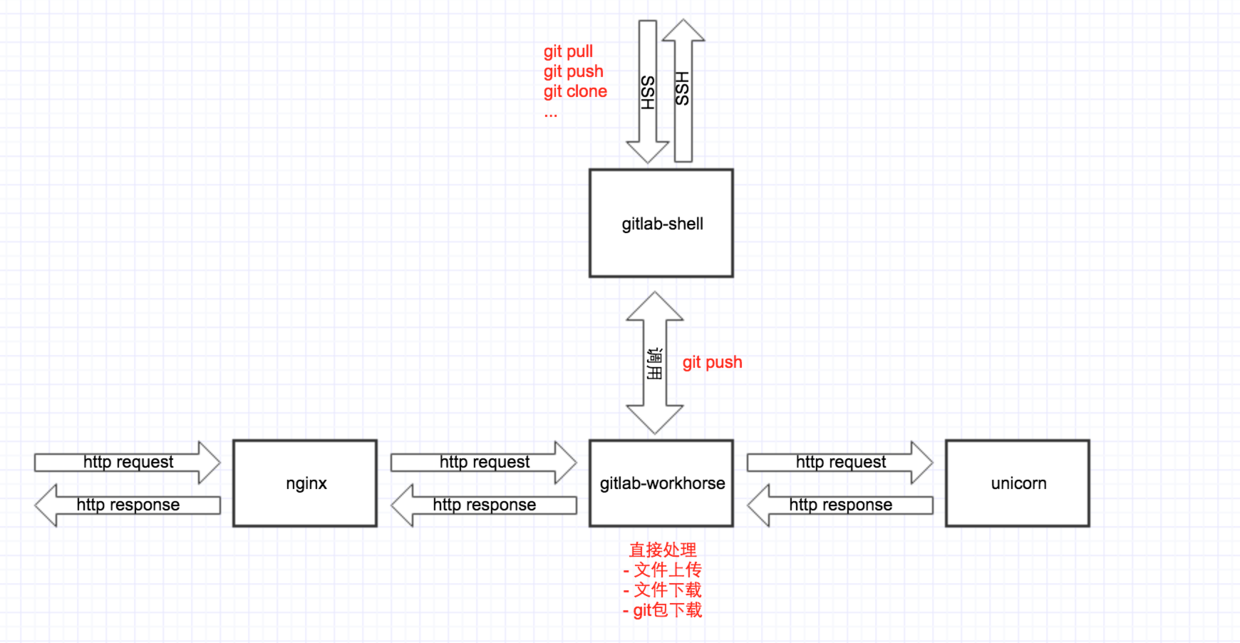 git pull
git push
git clone
...
SSH
SSH
gitlab-shell
调用
git push
http request
http response
nginx
http request
http response
gitlab-workhorse
http request
http response
unicorn
直接处理
- 文件上传
- 文件下载
- git包下载